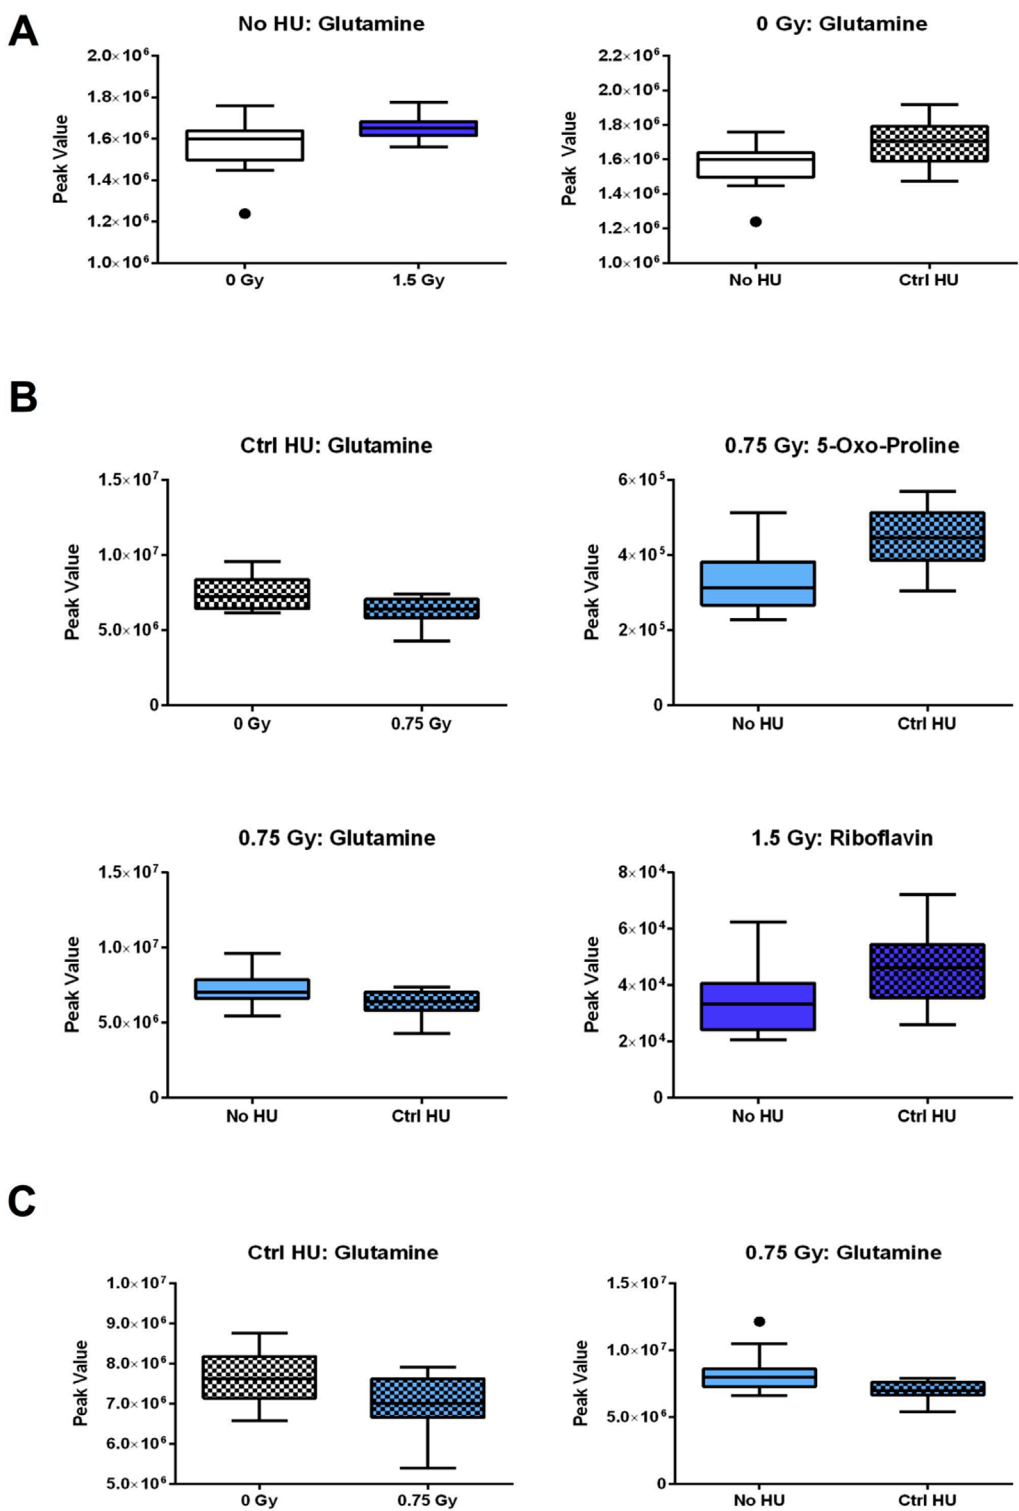 A
No HU: Glutamine
Peak Value
2.0×10⁶
1.8×10⁶
1.6×10⁶
1.4×10⁶
1.2×10⁶
1.0×10⁶
0 Gy
1.5 Gy
0 Gy: Glutamine
Peak Value
2.2×10⁶
2.0×10⁶
1.8×10⁶
1.6×10⁶
1.4×10⁶
1.2×10⁶
1.0×10⁶
No HU
Ctrl HU
B
Ctrl HU: Glutamine
Peak Value
1.5×10⁷
1.0×10⁷
5.0×10⁶
0
0 Gy
0.75 Gy
0.75 Gy: 5-Oxo-Proline
Peak Value
6×10⁵
4×10⁵
2×10⁵
0
No HU
Ctrl HU
0.75 Gy: Glutamine
Peak Value
1.5×10⁷
1.0×10⁷
5.0×10⁶
0
No HU
Ctrl HU
1.5 Gy: Riboflavin
Peak Value
8×10⁴
6×10⁴
4×10⁴
2×10⁴
0
No HU
Ctrl HU
C
Ctrl HU: Glutamine
Peak Value
1.0×10⁷
9.0×10⁶
8.0×10⁶
7.0×10⁶
6.0×10⁶
5.0×10⁶
0 Gy
0.75 Gy
0.75 Gy: Glutamine
Peak Value
1.5×10⁷
1.0×10⁷
5.0×10⁶
0
No HU
Ctrl HU